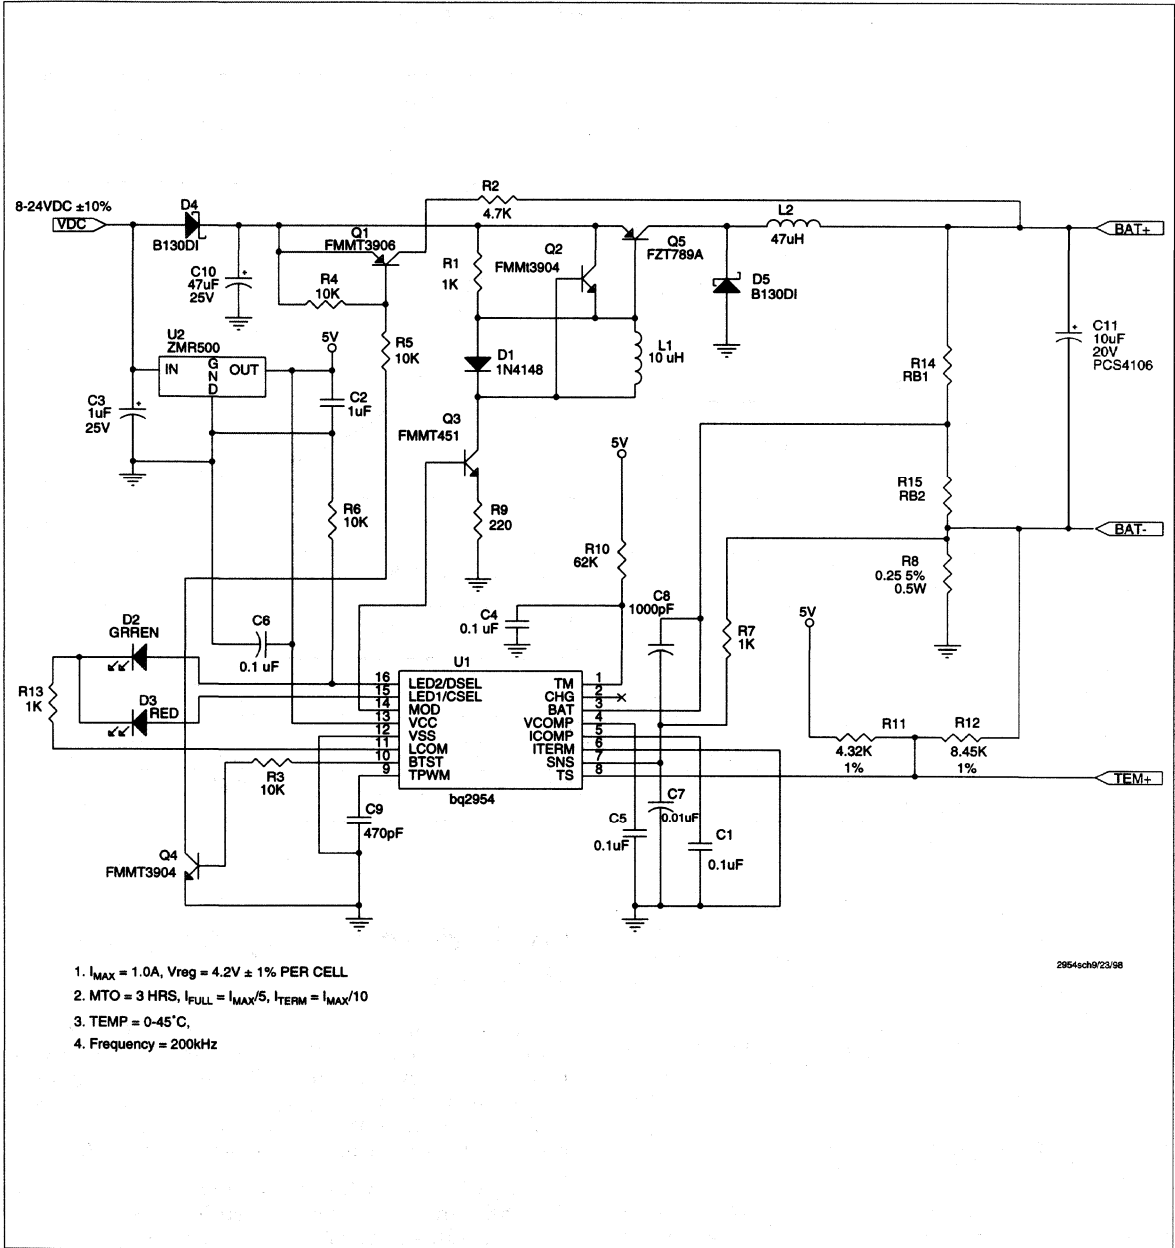 R2
4.7K
8-24VDC ±10%
VDC
D4
B130DI
Q1
FMMT3906
L2
47uH
BAT+
C10
47uF
25V
R4
10K
R1
1K
Q2
FMMt3904
Q5
FZT789A
D5
B130DI
U2
ZMR500
IN
GND
OUT
5V
R5
10K
D1
1N4148
L1
10 uH
C11
10uF
20V
PCS4106
R14
RB1
C3
1uF
25V
C2
1uF
Q3
FMMT451
5V
R15
RB2
R6
10K
R9
220
BAT-
R10
62K
R8
0.25 5%
0.5W
C8
1000pF
C4
0.1 uF
R7
1K
5V
D2
GRREN
C6
0.1 uF
U1
R13
1K
D3
RED
16 LED2/DSEL TM 1
15 LED1/CSEL CHG 2
14 MOD BAT 3
13 VCC VCOMP 4
12 VSS ICOMP 5
11 LCOM ITERM 6
10 BTST SNS 7
9 TPWM TS 8
bq2954
R11
4.32K
1%
R12
8.45K
1%
TEM+
R3
10K
C9
470pF
C7
0.01uF
C5
0.1uF
C1
0.1uF
Q4
FMMT3904
1. IMAX = 1.0A, Vreg = 4.2V ± 1% PER CELL
2. MTO = 3 HRS, IFULL = IMAX/5, ITERM = IMAX/10
3. TEMP = 0-45°C,
4. Frequency = 200kHz
2954sch9/23/98